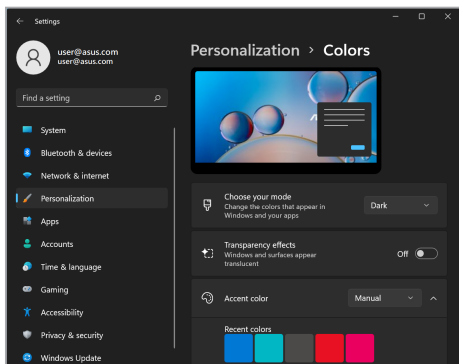 Settings
user@asus.com
user@asus.com
Find a setting
System
Bluetooth & devices
Network & internet
Personalization
Apps
Accounts
Time & language
Gaming
Accessibility
Privacy & security
Windows Update
Personalization > Colors
Choose your mode
Change the colors that appear in
Windows and your apps
Dark
Transparency effects
Windows and surfaces appear
translucent
Off
Accent color
Manual
Recent colors